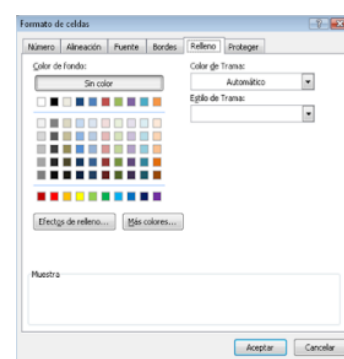 Formato de celdas
Número Alineación Fuente Bordes Relleno Proteger
Color de fondo:
Sin color
Efectos de relleno... Más colores...
Color de Trama:
Automático
Estilo de Trama:
Muestra
Aceptar Cancelar